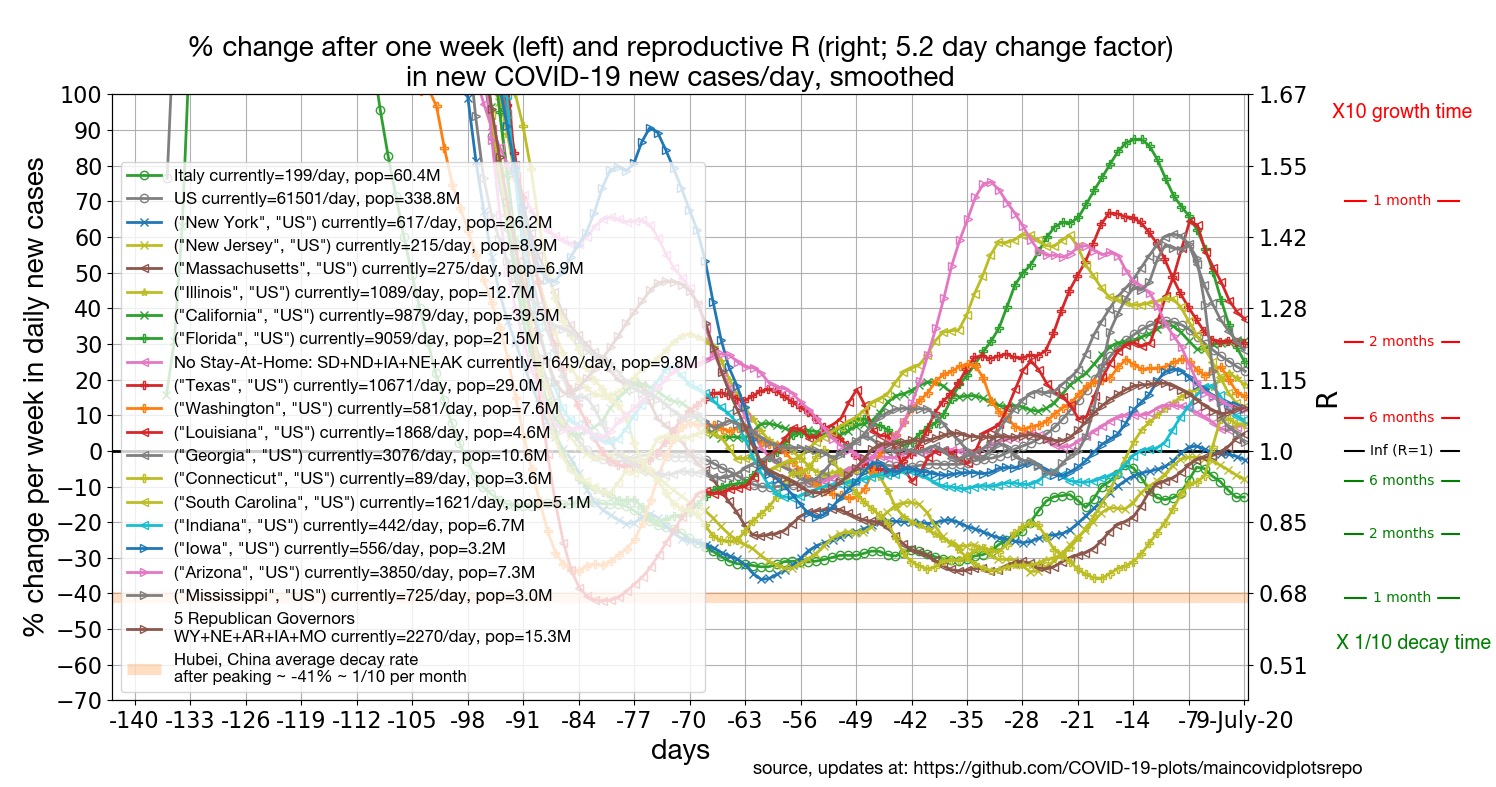 % change after one week (left) and reproductive R (right; 5.2 day change factor)
in new COVID-19 new cases/day, smoothed
% change per week in daily new cases
100
90
80
70
60
50
40
30
20
10
0
−10
−20
−30
−40
−50
−60
−70
Italy currently=199/day, pop=60.4M
US currently=61501/day, pop=338.8M
("New York", "US") currently=617/day, pop=26.2M
("New Jersey", "US") currently=215/day, pop=8.9M
("Massachusetts", "US") currently=275/day, pop=6.9M
("Illinois", "US") currently=1089/day, pop=12.7M
("California", "US") currently=9879/day, pop=39.5M
("Florida", "US") currently=9059/day, pop=21.5M
No Stay-At-Home: SD+ND+IA+NE+AK currently=1649/day, pop=9.8M
("Texas", "US") currently=10671/day, pop=29.0M
("Washington", "US") currently=581/day, pop=7.6M
("Louisiana", "US") currently=1868/day, pop=4.6M
("Georgia", "US") currently=3076/day, pop=10.6M
("Connecticut", "US") currently=89/day, pop=3.6M
("South Carolina", "US") currently=1621/day, pop=5.1M
("Indiana", "US") currently=442/day, pop=6.7M
("Iowa", "US") currently=556/day, pop=3.2M
("Arizona", "US") currently=3850/day, pop=7.3M
("Mississippi", "US") currently=725/day, pop=3.0M
5 Republican Governors
WY+NE+AR+IA+MO currently=2270/day, pop=15.3M
Hubei, China average decay rate
after peaking ~ -41% ~ 1/10 per month
-140 -133 -126 -119 -112 -105 -98 -91 -84 -77 -70 -63 -56 -49 -42 -35 -28 -21 -14 -7 9-July-20
days
1.67
1.55
1.42
1.28
1.15
1.0
0.85
0.68
0.51
R
X10 growth time
1 month
2 months
6 months
Inf (R=1)
6 months
2 months
1 month
X 1/10 decay time
source, updates at: https://github.com/COVID-19-plots/maincovidplotsrepo